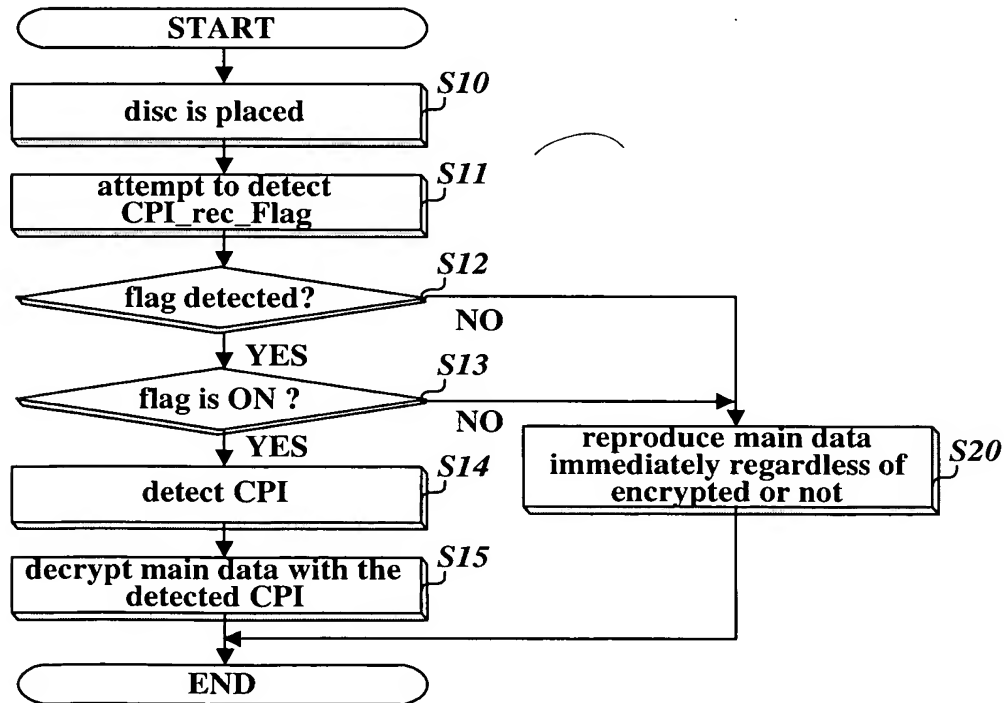 START
S10
disc is placed
S11
attempt to detect
CPI_rec_Flag
S12
flag detected?
NO
YES
S13
flag is ON ?
NO
YES
reproduce main data
immediately regardless of
encrypted or not
S20
S14
detect CPI
S15
decrypt main data with the
detected CPI
END